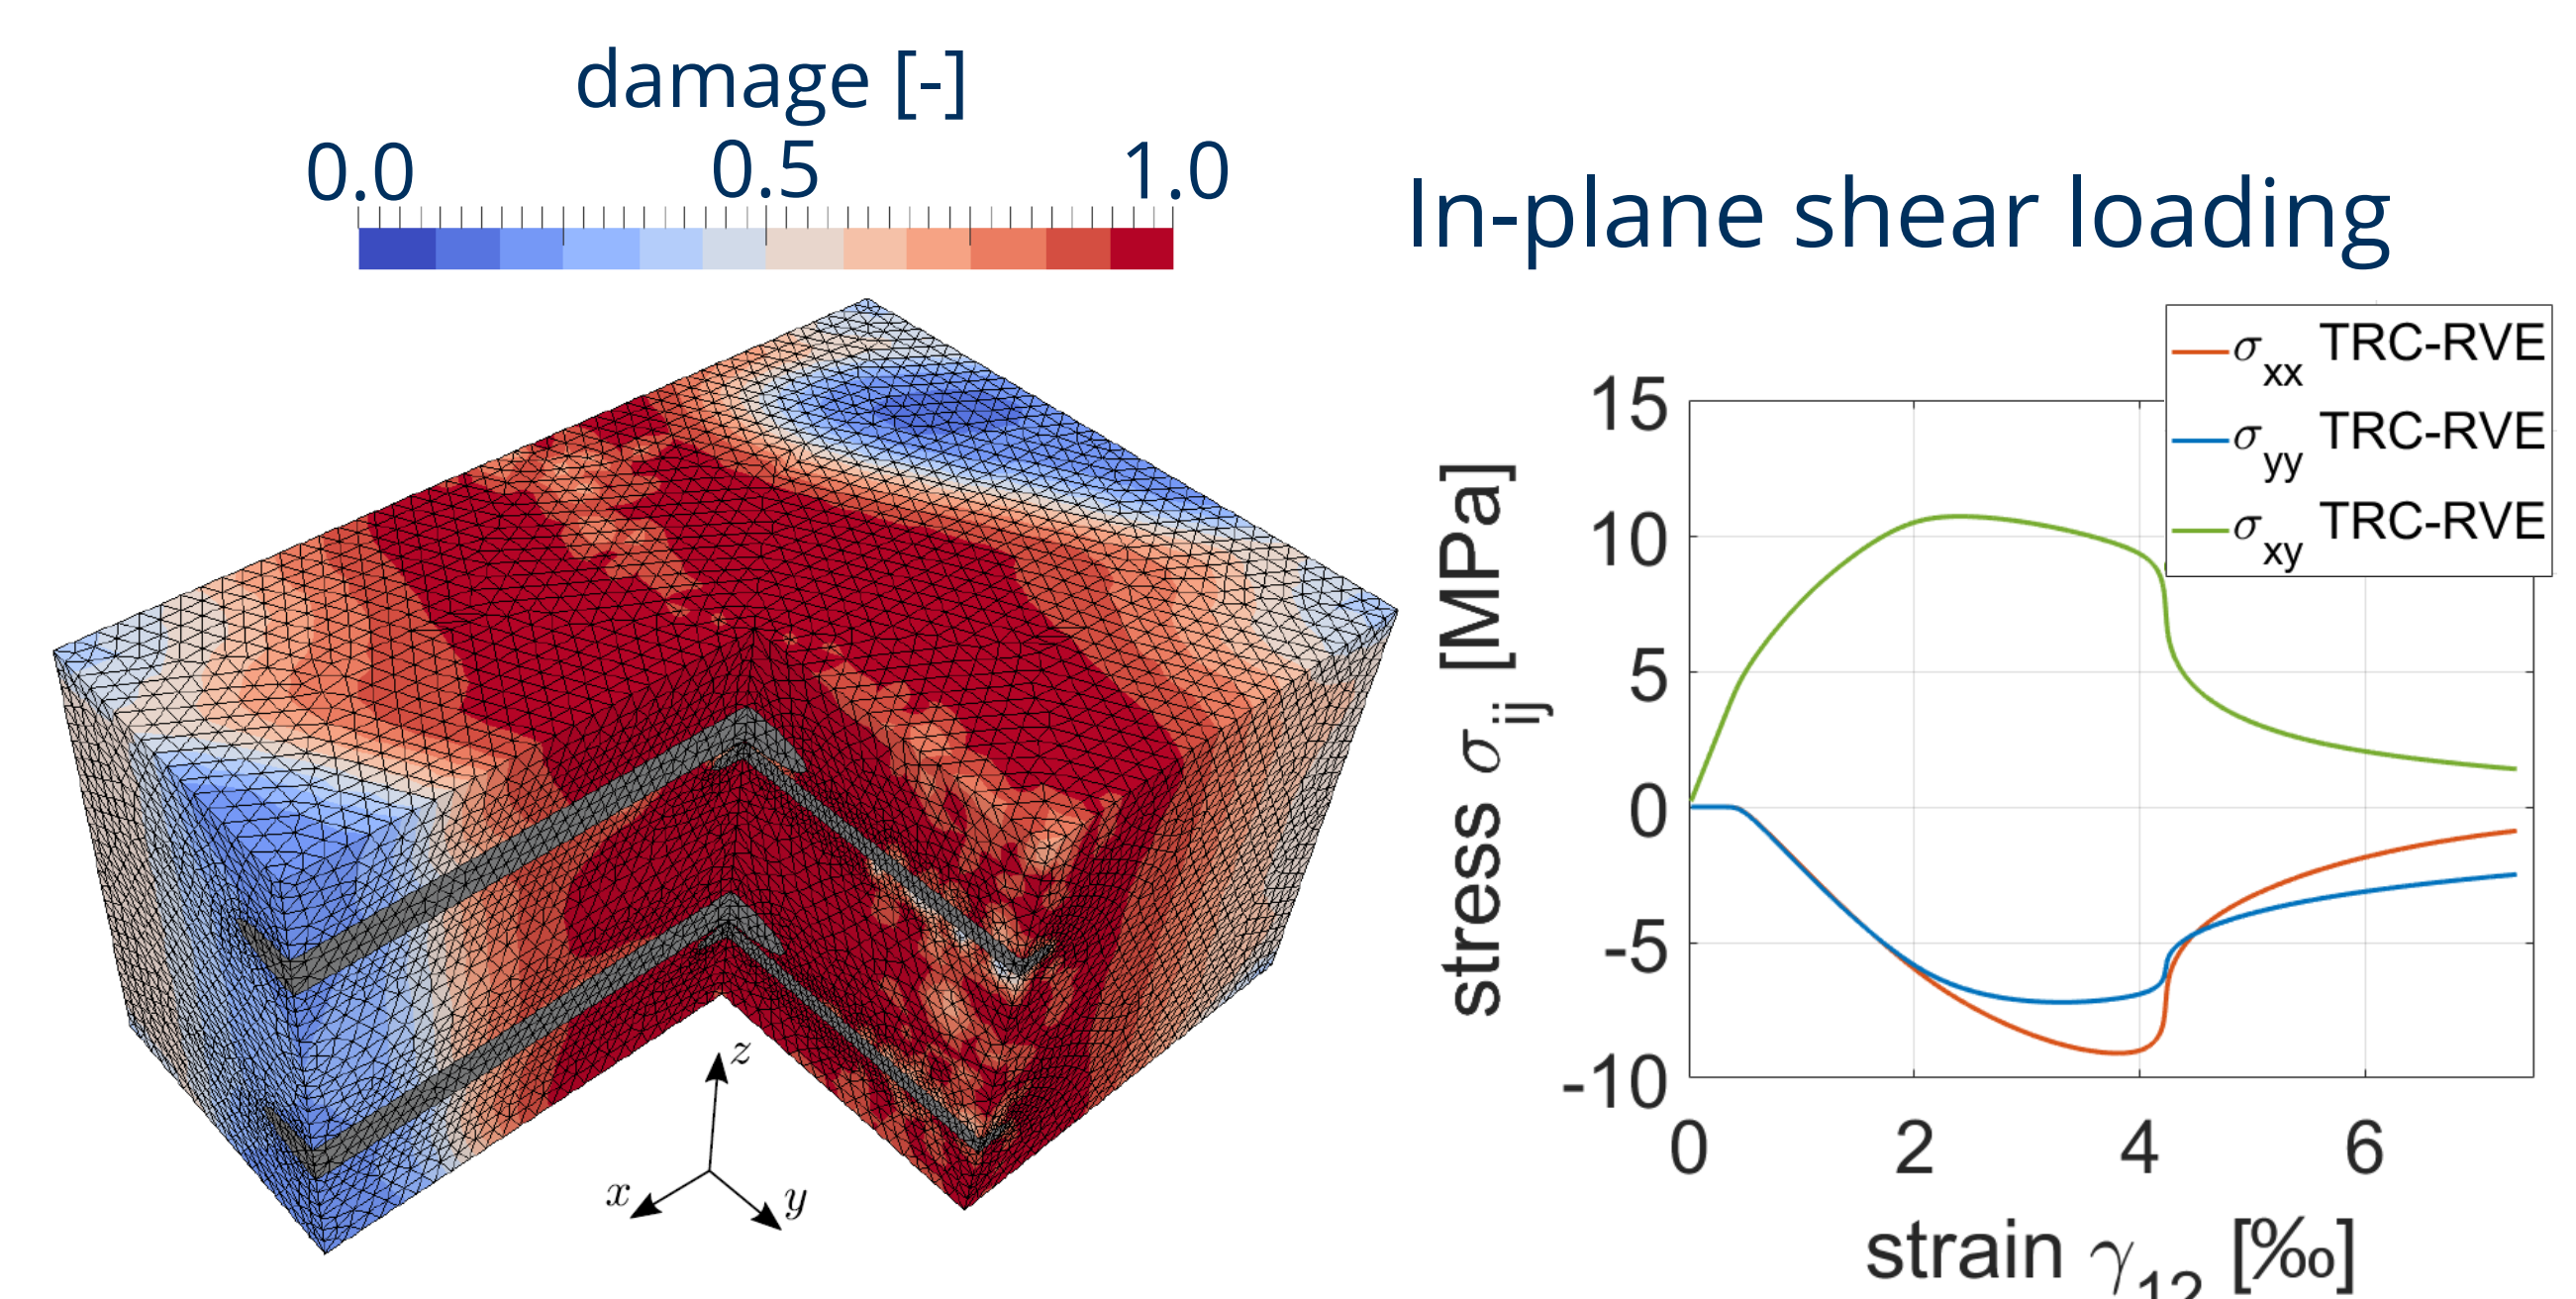 damage [-]
0.0 0.5 1.0
In-plane shear loading
σxx TRC-RVE
σyy TRC-RVE
σxy TRC-RVE
15
10
5
0
-5
-10
stress σij [MPa]
0 2 4 6
strain γ12 [‰]
z
x
y